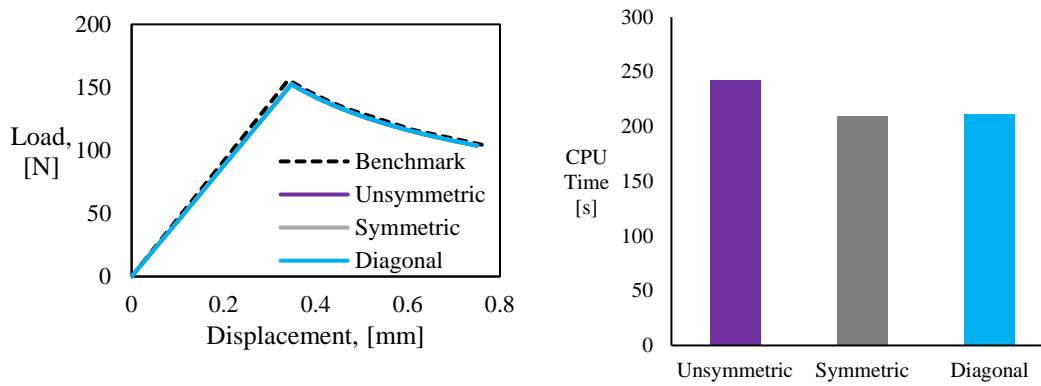 200
150
100
50
0
Load,
[N]
Benchmark
Unsymmetric
Symmetric
Diagonal
0 0.2 0.4 0.6 0.8
Displacement, [mm]
300
250
200
150
100
50
0
CPU
Time
[s]
Unsymmetric Symmetric Diagonal